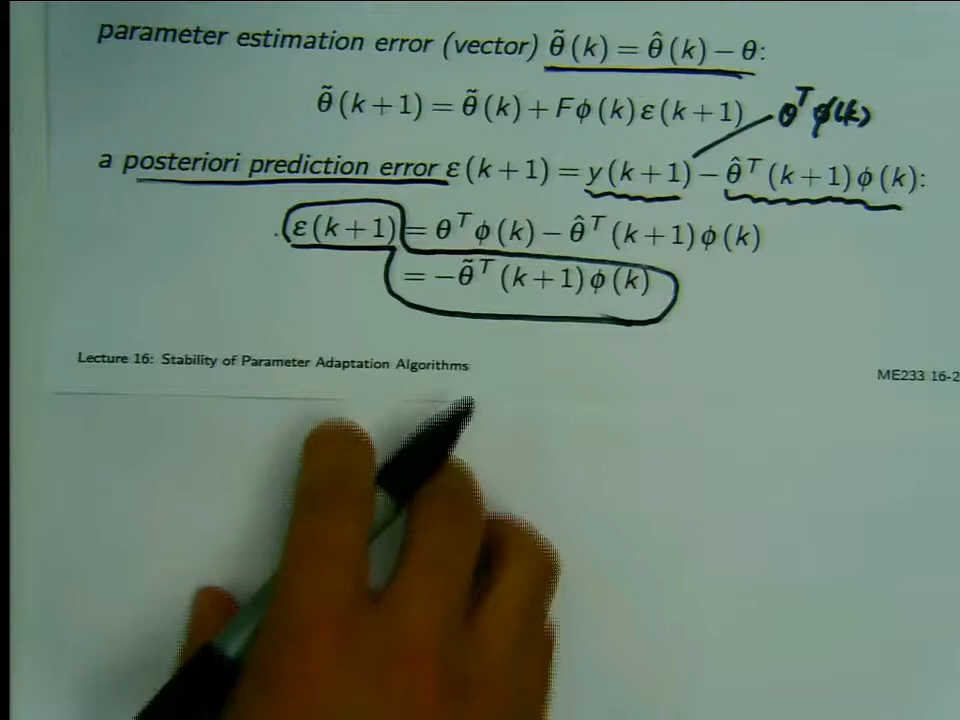 parameter estimation error (vector) θ̃(k) = θ̂(k) − θ:
θ̃(k+1) = θ̃(k) + Fϕ(k)ε(k+1)
θᵀϕ(k)
a posteriori prediction error ε(k+1) = y(k+1) − θ̂ᵀ(k+1)ϕ(k):
ε(k+1) = θᵀϕ(k) − θ̂ᵀ(k+1)ϕ(k)
= −θ̃ᵀ(k+1)ϕ(k)
Lecture 16: Stability of Parameter Adaptation Algorithms
ME233 16-2